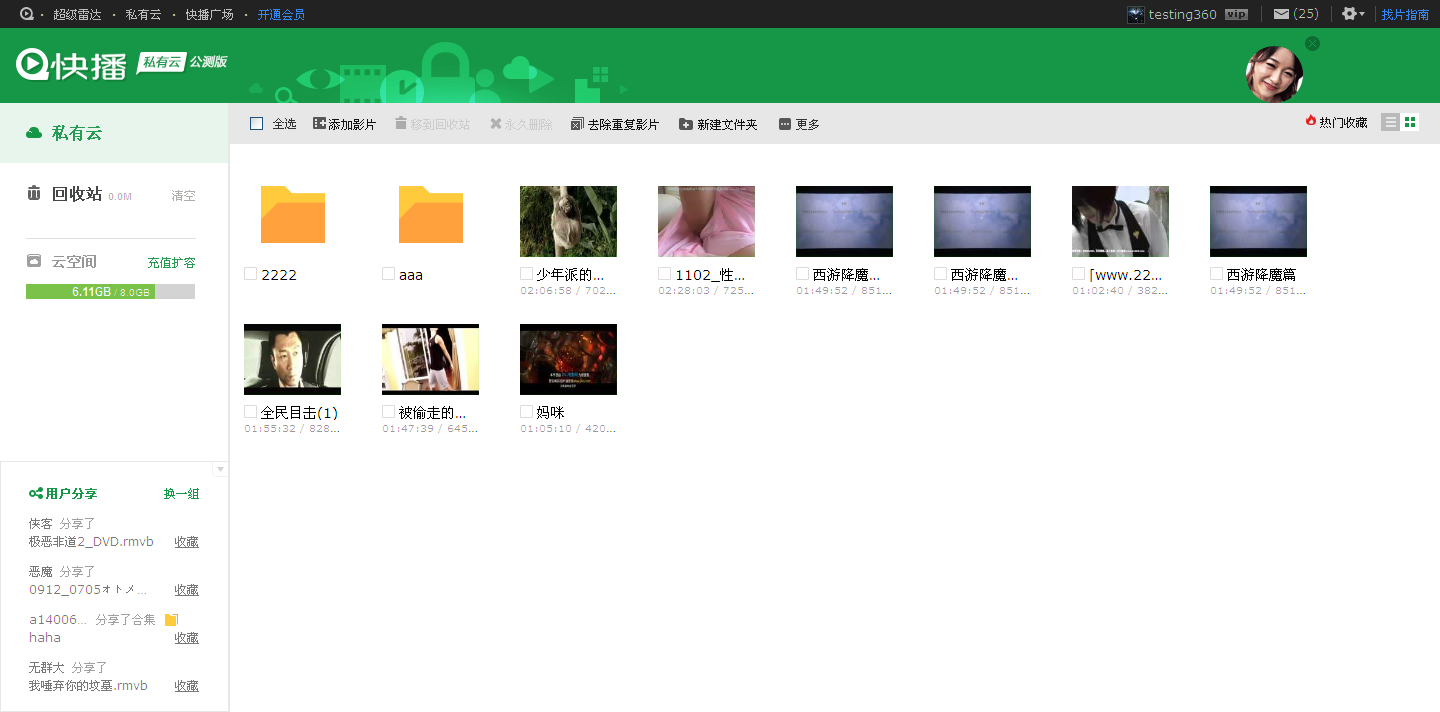 · 超级雷达 · 私有云 · 快播广场 · 开通会员
testing360 vip (25) 找片指南
快播 私有云 公测版
私有云
全选 添加影片 移到回收站 永久删除 去除重复影片 新建文件夹 更多 热门收藏
回收站 0.0M 清空
云空间 充值扩容
6.11GB / 8.0GB
2222 aaa 少年派的... 1102_性... 西游降魔... 西游降魔... 「www.22... 西游降魔篇
02:06:58 / 702... 02:28:03 / 725... 01:49:52 / 851... 01:49:52 / 851... 01:02:40 / 382... 01:49:52 / 851...
全民目击(1) 被偷走的... 妈咪
01:55:32 / 828... 01:47:39 / 645... 01:05:10 / 420...
用户分享 换一组
侠客 分享了
极恶非道2_DVD.rmvb 收藏
恶魔 分享了
0912_0705オトメ... 收藏
a14006... 分享了合集
haha 收藏
无群大 分享了
我唾弃你的坟墓.rmvb 收藏